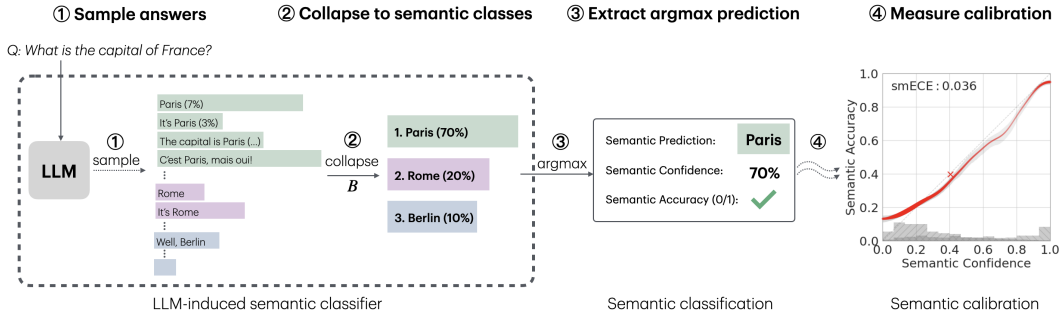 ① Sample answers
② Collapse to semantic classes
③ Extract argmax prediction
④ Measure calibration
Q: What is the capital of France?
LLM
①
sample
Paris (7%)
It's Paris (3%)
The capital is Paris (...)
C'est Paris, mais oui!
Rome
It's Rome
Well, Berlin
②
collapse
B
1. Paris (70%)
2. Rome (20%)
3. Berlin (10%)
③
argmax
Semantic Prediction:
Paris
Semantic Confidence:
70%
Semantic Accuracy (0/1):
④
smECE: 0.036
Semantic Accuracy
1.0
0.8
0.6
0.4
0.2
0.0
0.0 0.2 0.4 0.6 0.8 1.0
Semantic Confidence
LLM-induced semantic classifier
Semantic classification
Semantic calibration